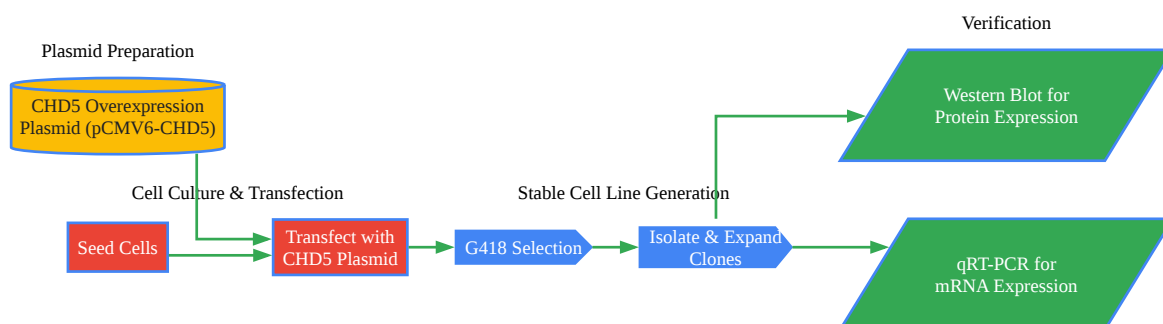 Verification
Plasmid Preparation
CHD5 Overexpression
Plasmid (pCMV6-CHD5)
Western Blot for
Protein Expression
Cell Culture & Transfection
Stable Cell Line Generation
Seed Cells
Transfect with
CHD5 Plasmid
G418 Selection
Isolate & Expand
Clones
qRT-PCR for
mRNA Expression